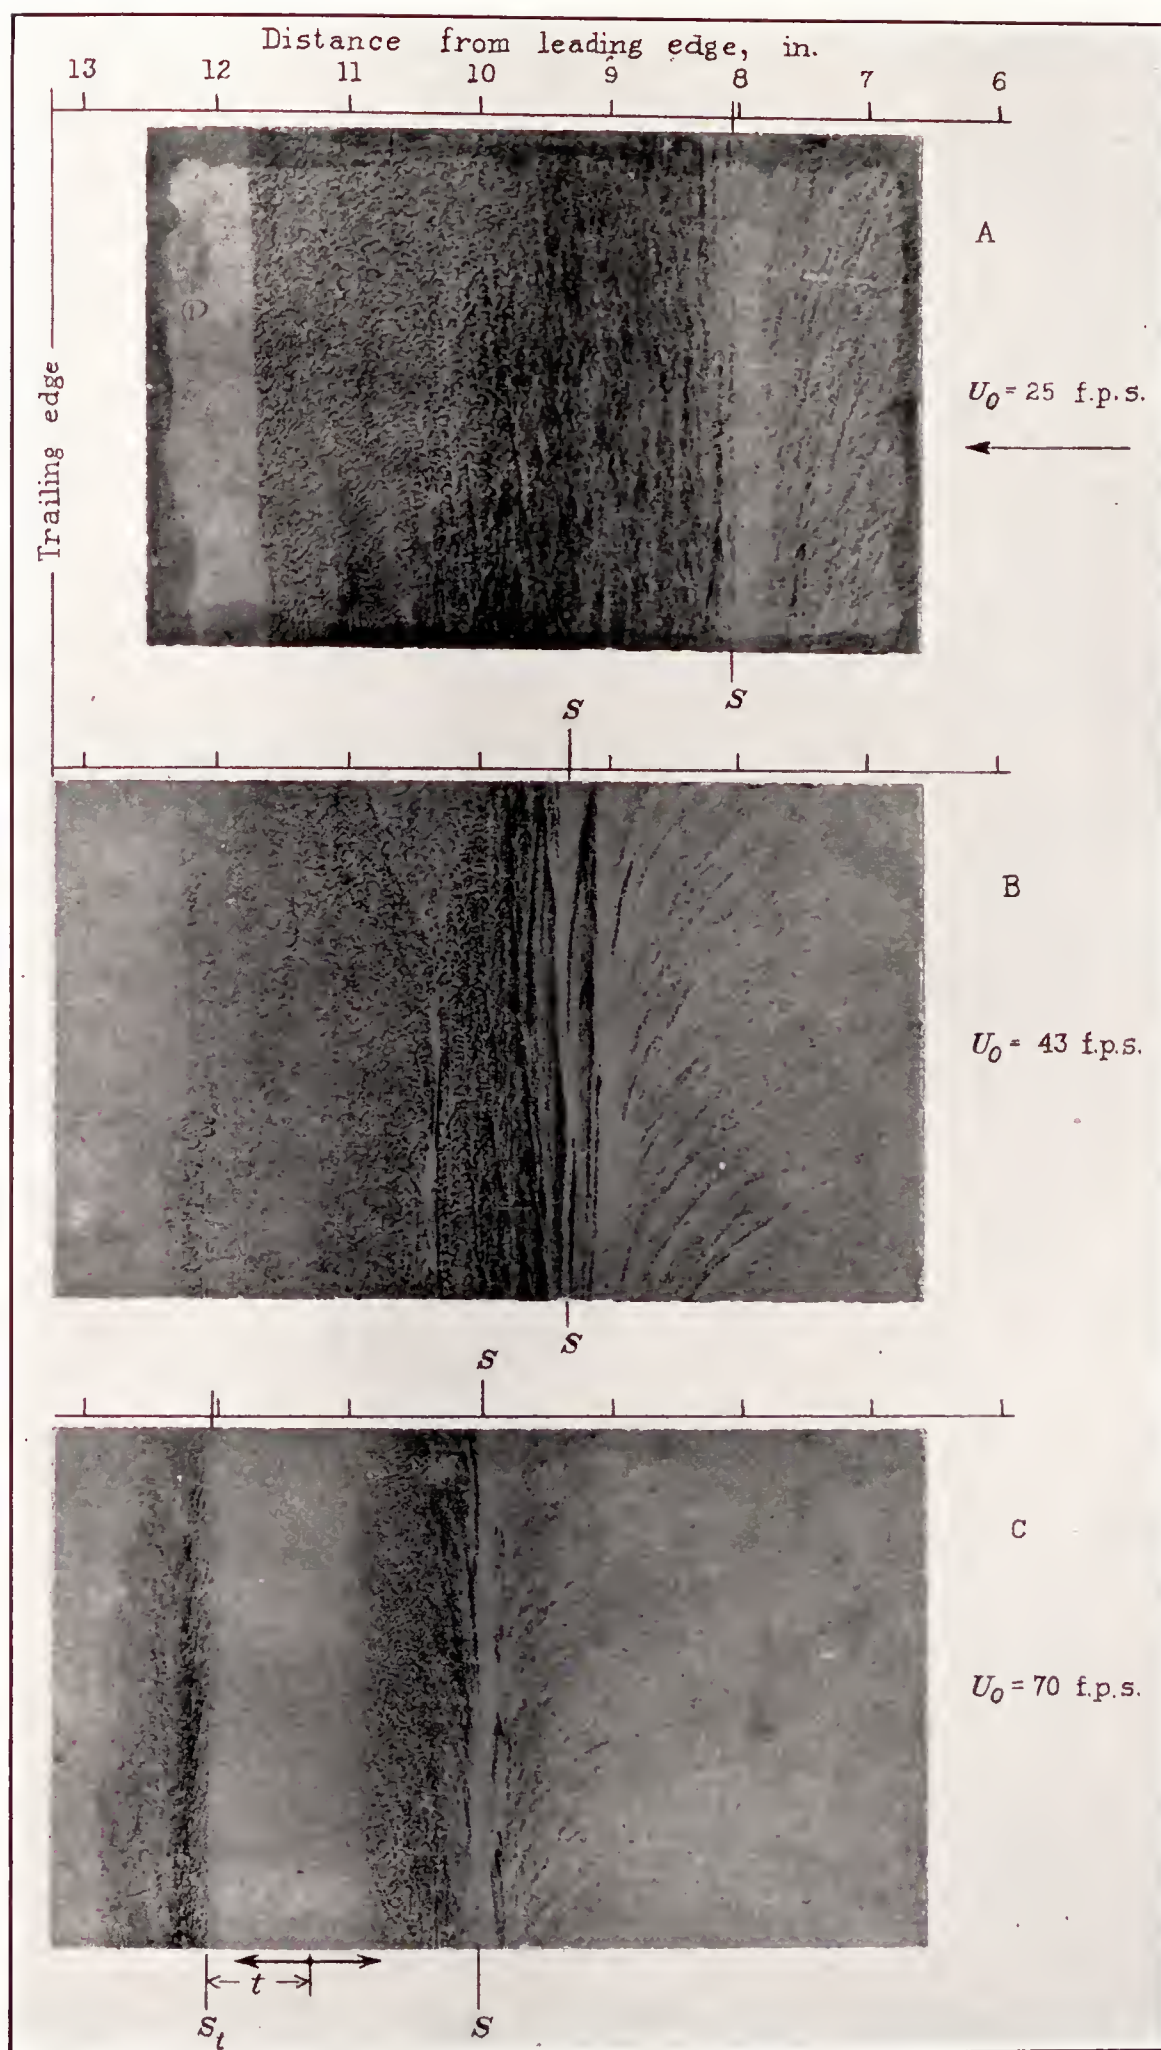 Distance from leading edge, in.
13 12 11 10 9 8 7 6
A
(1)
Trailing edge
U₀ = 25 f.p.s.
S
S
B
U₀ = 43 f.p.s.
S
S
C
U₀ = 70 f.p.s.
t
Sₜ S